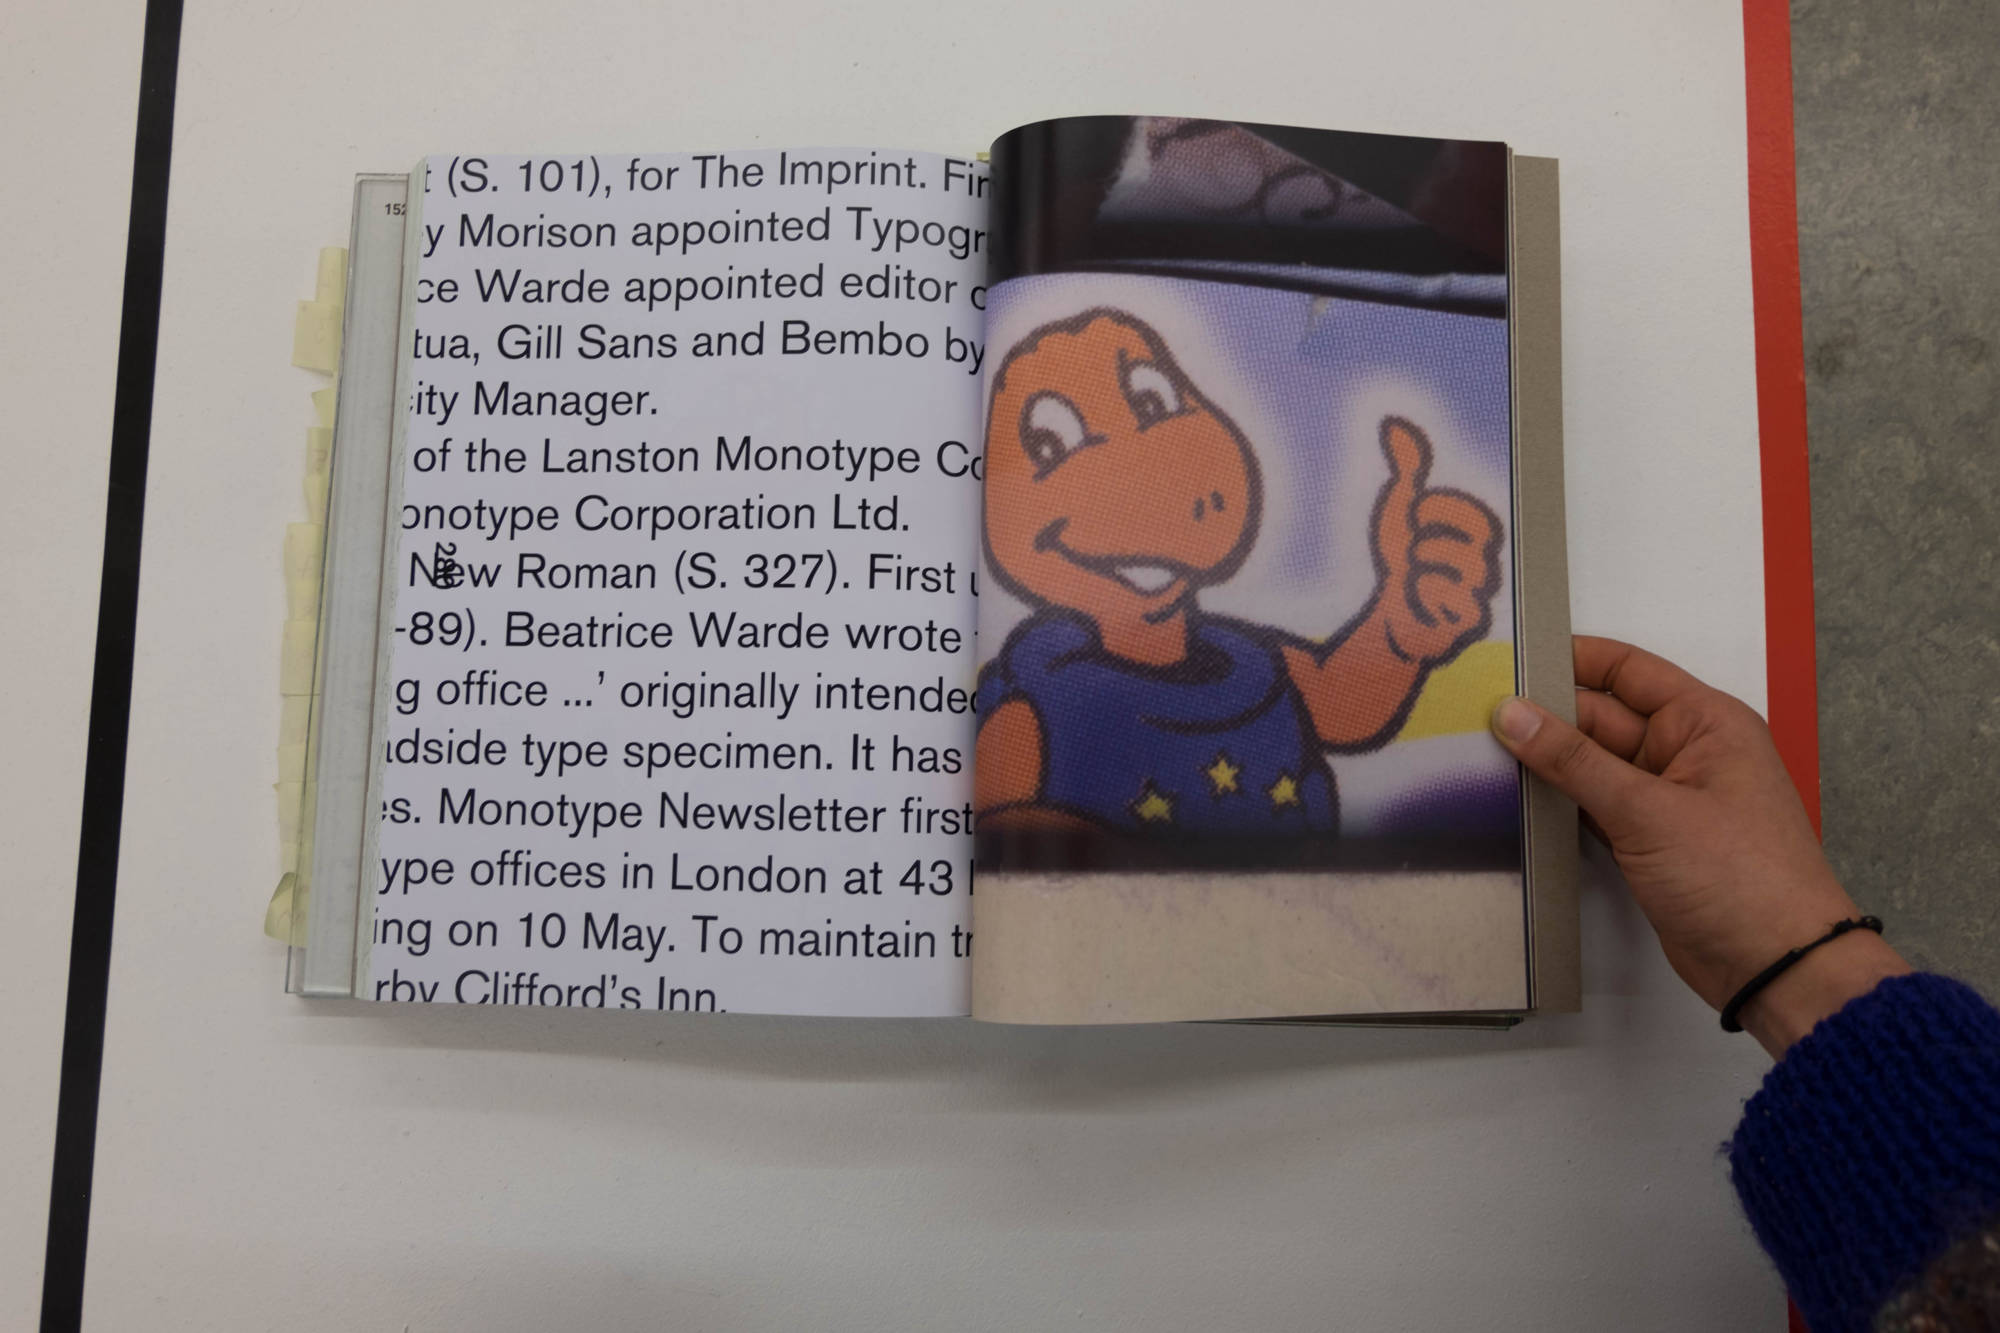 152
(S. 101), for The Imprint. Fir
y Morison appointed Typogr
ce Warde appointed editor
tua, Gill Sans and Bembo by
ity Manager.
of the Lanston Monotype Co
onotype Corporation Ltd.
New Roman (S. 327). First
-89). Beatrice Warde wrote
g office ...’ originally intended
dside type specimen. It has
es. Monotype Newsletter first
ype offices in London at 43
ing on 10 May. To maintain tr
rby Clifford’s Inn.